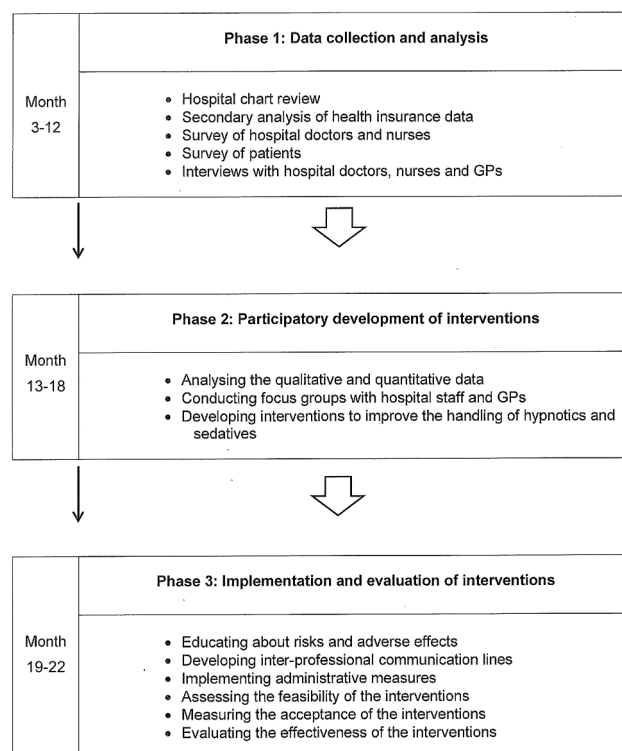 Phase 1: Data collection and analysis
Month
3-12
• Hospital chart review
• Secondary analysis of health insurance data
• Survey of hospital doctors and nurses
• Survey of patients
• Interviews with hospital doctors, nurses and GPs
Phase 2: Participatory development of interventions
Month
13-18
• Analysing the qualitative and quantitative data
• Conducting focus groups with hospital staff and GPs
• Developing interventions to improve the handling of hypnotics and
sedatives
Phase 3: Implementation and evaluation of interventions
Month
19-22
• Educating about risks and adverse effects
• Developing inter-professional communication lines
• Implementing administrative measures
• Assessing the feasibility of the interventions
• Measuring the acceptance of the interventions
• Evaluating the effectiveness of the interventions